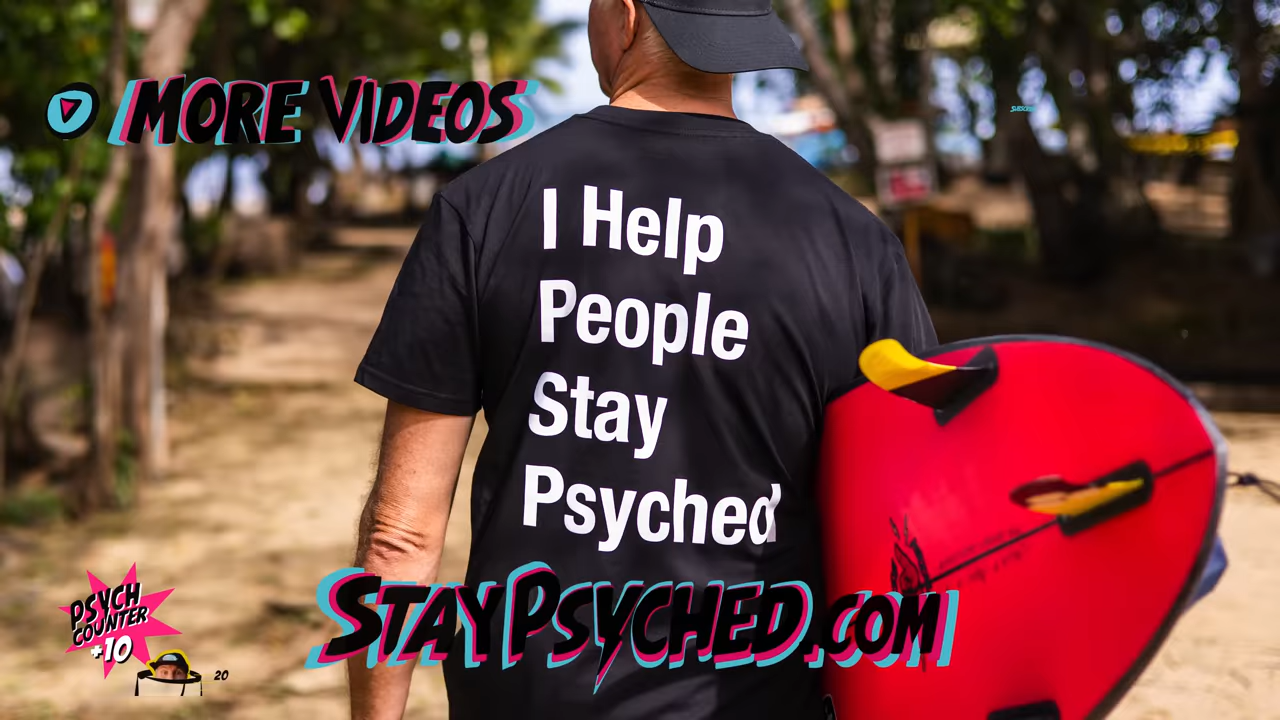 MORE VIDEOS
I Help
People
Stay
Psyched
PSYCH
COUNTER
+10
20
STAYPSYCHED.COM